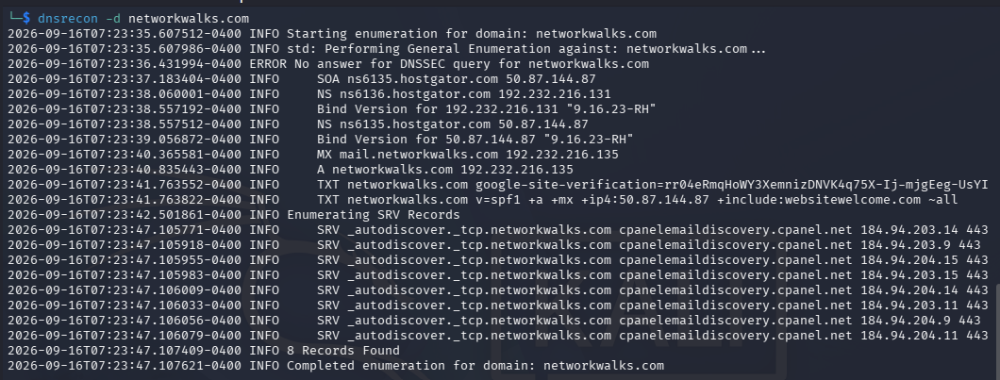 └─$ dnsrecon -d networkwalks.com
2026-09-16T07:23:35.607512-0400 INFO Starting enumeration for domain: networkwalks.com
2026-09-16T07:23:35.607986-0400 INFO std: Performing General Enumeration against: networkwalks.com...
2026-09-16T07:23:36.431994-0400 ERROR No answer for DNSSEC query for networkwalks.com
2026-09-16T07:23:37.183404-0400 INFO     SOA ns6135.hostgator.com 50.87.144.87
2026-09-16T07:23:38.060001-0400 INFO     NS ns6136.hostgator.com 192.232.216.131
2026-09-16T07:23:38.557192-0400 INFO     Bind Version for 192.232.216.131 "9.16.23-RH"
2026-09-16T07:23:38.557512-0400 INFO     NS ns6135.hostgator.com 50.87.144.87
2026-09-16T07:23:39.056872-0400 INFO     Bind Version for 50.87.144.87 "9.16.23-RH"
2026-09-16T07:23:40.365581-0400 INFO     MX mail.networkwalks.com 192.232.216.135
2026-09-16T07:23:40.835443-0400 INFO     A networkwalks.com 192.232.216.135
2026-09-16T07:23:41.763552-0400 INFO     TXT networkwalks.com google-site-verification=rr04eRmqHoWY3XemnizDNVK4q75X-Ij-mjgEeg-UsYI
2026-09-16T07:23:41.763822-0400 INFO     TXT networkwalks.com v=spf1 +a +mx +ip4:50.87.144.87 +include:websitewelcome.com ~all
2026-09-16T07:23:42.501861-0400 INFO Enumerating SRV Records
2026-09-16T07:23:47.105771-0400 INFO     SRV _autodiscover._tcp.networkwalks.com cpanelemaildiscovery.cpanel.net 184.94.203.14 443
2026-09-16T07:23:47.105918-0400 INFO     SRV _autodiscover._tcp.networkwalks.com cpanelemaildiscovery.cpanel.net 184.94.203.9 443
2026-09-16T07:23:47.105955-0400 INFO     SRV _autodiscover._tcp.networkwalks.com cpanelemaildiscovery.cpanel.net 184.94.204.15 443
2026-09-16T07:23:47.105983-0400 INFO     SRV _autodiscover._tcp.networkwalks.com cpanelemaildiscovery.cpanel.net 184.94.203.15 443
2026-09-16T07:23:47.106009-0400 INFO     SRV _autodiscover._tcp.networkwalks.com cpanelemaildiscovery.cpanel.net 184.94.204.14 443
2026-09-16T07:23:47.106033-0400 INFO     SRV _autodiscover._tcp.networkwalks.com cpanelemaildiscovery.cpanel.net 184.94.203.11 443
2026-09-16T07:23:47.106056-0400 INFO     SRV _autodiscover._tcp.networkwalks.com cpanelemaildiscovery.cpanel.net 184.94.204.9 443
2026-09-16T07:23:47.106079-0400 INFO     SRV _autodiscover._tcp.networkwalks.com cpanelemaildiscovery.cpanel.net 184.94.204.11 443
2026-09-16T07:23:47.107409-0400 INFO 8 Records Found
2026-09-16T07:23:47.107621-0400 INFO Completed enumeration for domain: networkwalks.com